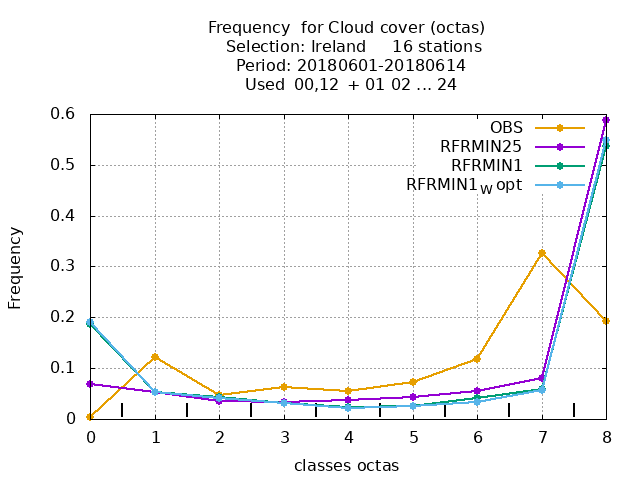 Frequency for Cloud cover (octas)
Selection: Ireland 16 stations
Period: 20180601-20180614
Used 00,12 + 01 02 ... 24
OBS
RFRMIN25
RFRMIN1
RFRMIN1w opt
Frequency
0.6
0.5
0.4
0.3
0.2
0.1
0
0 1 2 3 4 5 6 7 8
classes octas